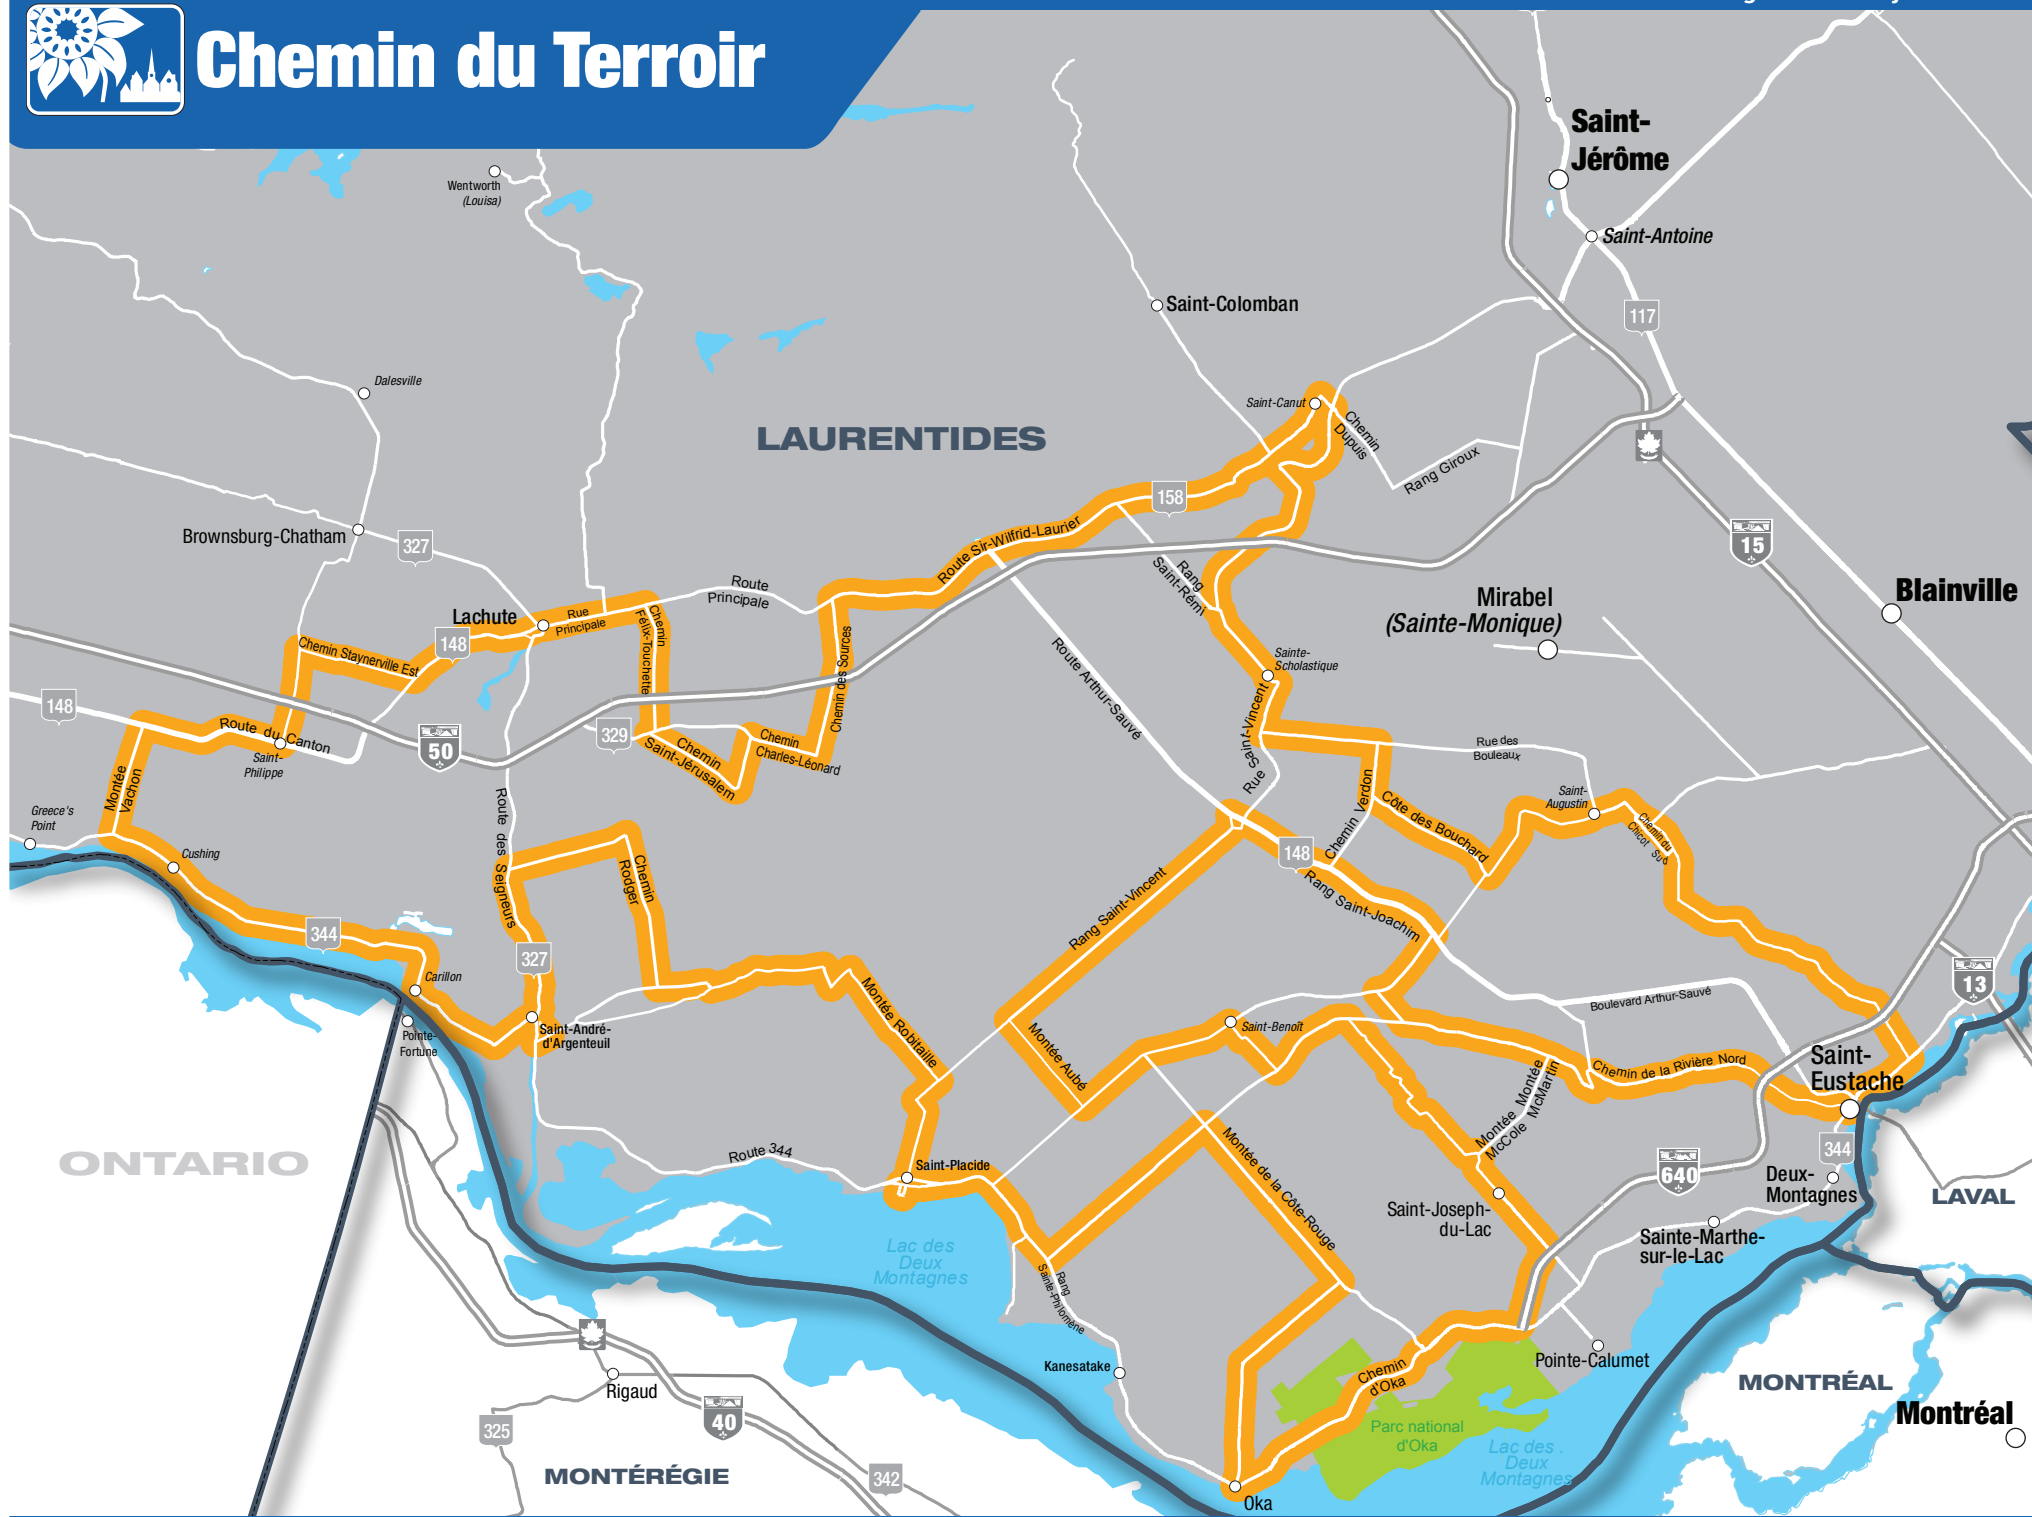 Chemin du Terroir
Saint-
Jérôme
Wentworth
(Louisa)
Saint-Antoine
Saint-Colomban
117
Dalesville
Saint-Canut
Chemin
Dupuis
LAURENTIDES
Rang Giroux
158
Brownsburg-Chatham
327
Route Sir-Wilfrid-Laurier
15
Rang
Saint-Rémi
Blainville
Mirabel
(Sainte-Monique)
Route
Principale
Lachute
Rue
Principale
Chemin
Félix-Touchette
148
Chemin Staynerville Est
Chemin des Sources
Route Arthur-Sauvé
Sainte-
Scholastique
148
Route du Canton
Saint-
Philippe
50
329
Chemin
Saint-Jérusalem
Chemin
Charles-Léonard
Rue Saint-Vincent
Rue des
Bouleaux
Montée
Vachon
Greece's
Point
Cushing
Route des Seigneurs
Chemin
Rodger
Chemin Verdon
Côte des Bouchard
Saint-
Augustin
Chemin du
Chicot Sud
148
Rang Saint-Vincent
Rang Saint-Joachim
344
327
Carillon
13
Montée Robitaille
Boulevard Arthur-Sauvé
Pointe-
Fortune
Saint-André-
d'Argenteuil
Montée Aubé
Saint-Benoît
Montée
McMartin
Chemin de la Rivière Nord
Saint-
Eustache
Montée
McCole
ONTARIO
Route 344
Saint-Placide
Montée de la Côte-Rouge
344
640
Deux-
Montagnes
LAVAL
Saint-Joseph-
du-Lac
Sainte-Marthe-
sur-le-Lac
Lac des
Deux
Montagnes
Rang
Sainte-Philomène
Kanesatake
Pointe-Calumet
Rigaud
Chemin
d'Oka
MONTRÉAL
Montréal
325
40
Parc national
d'Oka
Lac des .
Deux
Montagnes
MONTÉRÉGIE
342
Oka